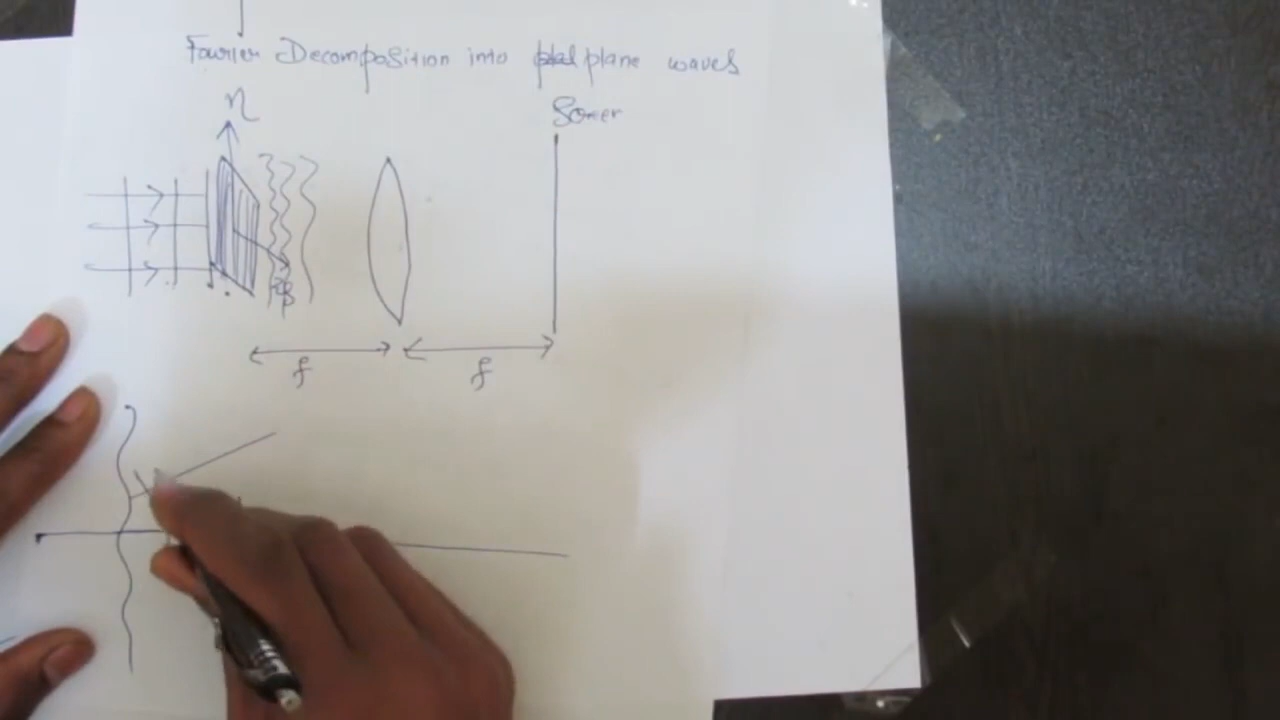 Fourier Decomposition into plane waves
η
Screen
ξ
f f